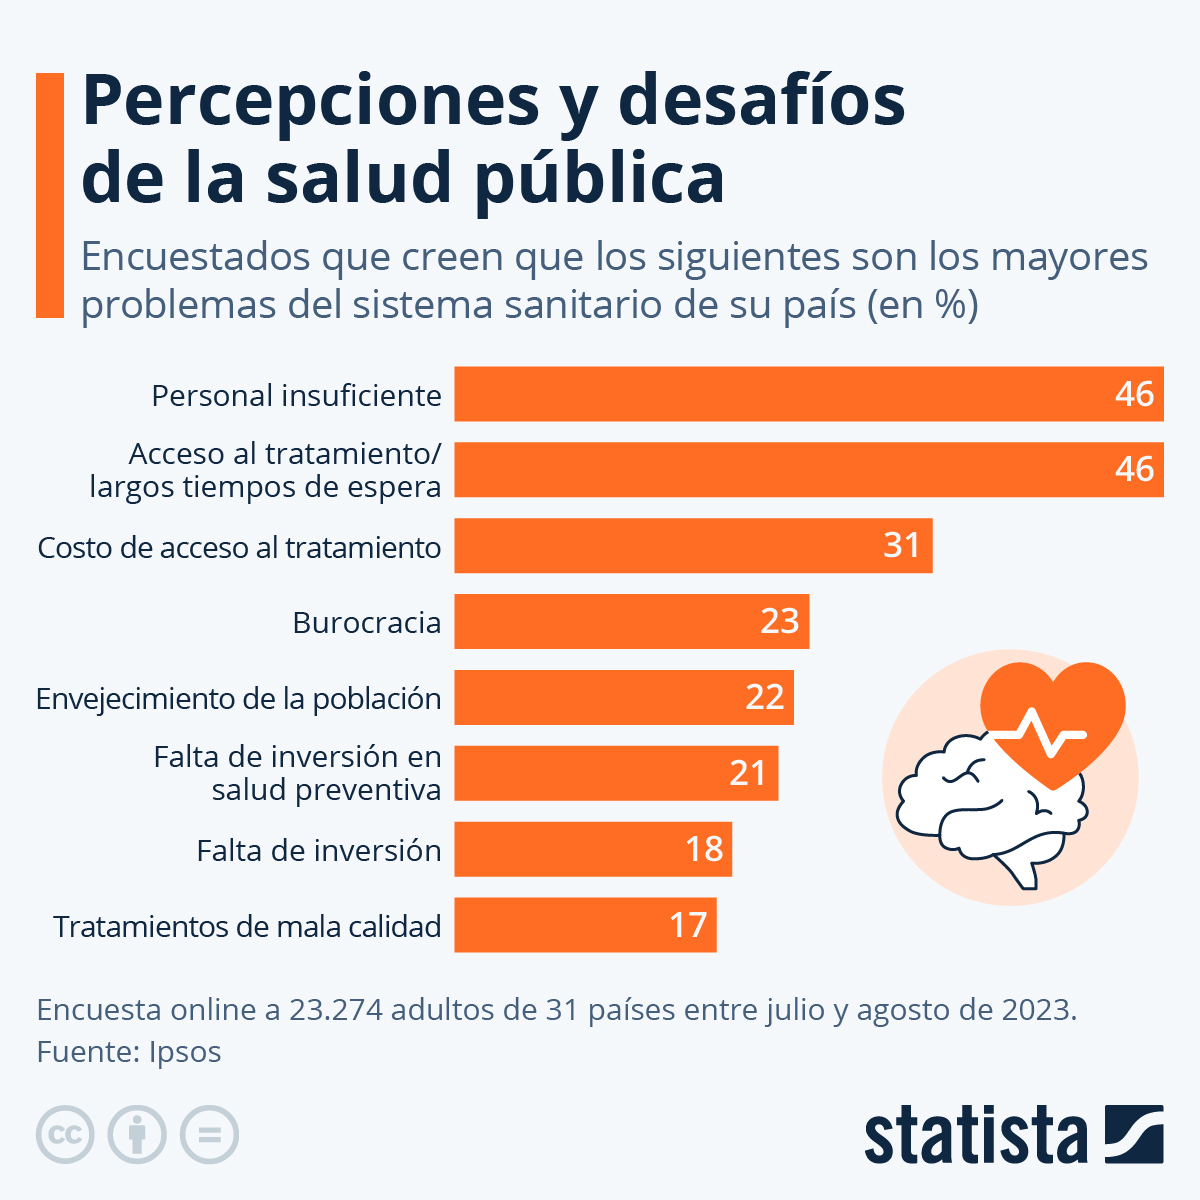 Percepciones y desafíos
de la salud pública
Encuestados que creen que los siguientes son los mayores
problemas del sistema sanitario de su país (en %)
Personal insuficiente 46
Acceso al tratamiento/
largos tiempos de espera 46
Costo de acceso al tratamiento 31
Burocracia 23
Envejecimiento de la población 22
Falta de inversión en
salud preventiva 21
Falta de inversión 18
Tratamientos de mala calidad 17
Encuesta online a 23.274 adultos de 31 países entre julio y agosto de 2023.
Fuente: Ipsos
cc
statista